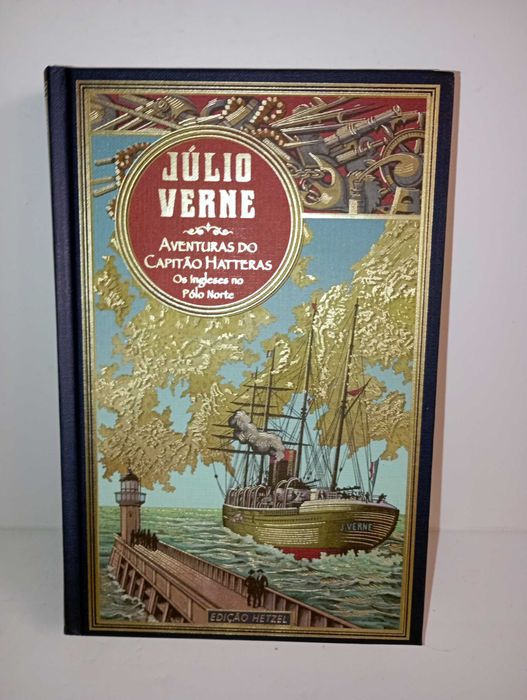 JÚLIO
VERNE
AVENTURAS DO
CAPITÃO HATTERAS
Os ingleses no
Pólo Norte
J. VERNE
EDIÇÃO HETZEL